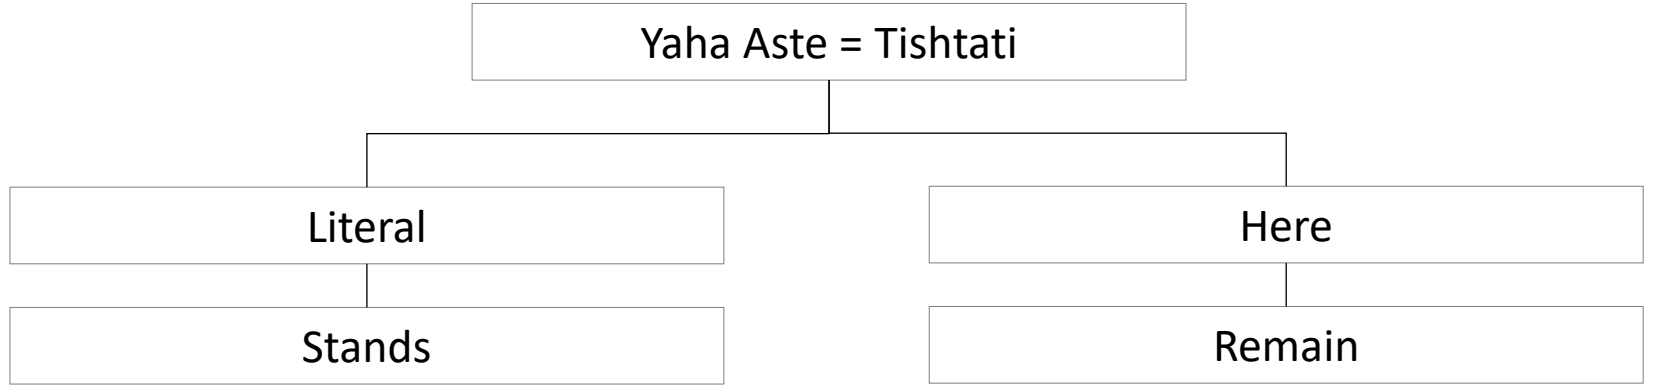 Yaha Aste = Tishtati
Literal
Here
Stands
Remain